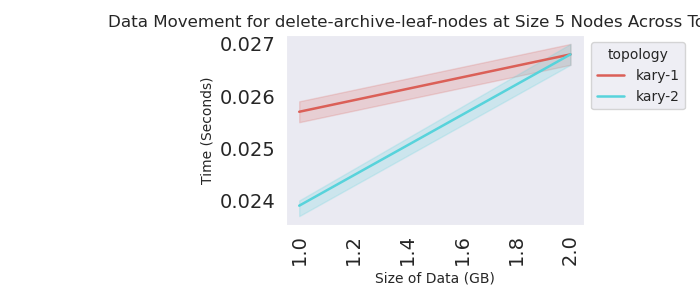 Data Movement for delete-archive-leaf-nodes at Size 5 Nodes Across To
topology
kary-1
kary-2
Time (Seconds)
0.027
0.026
0.025
0.024
1.0
1.2
1.4
1.6
1.8
2.0
Size of Data (GB)